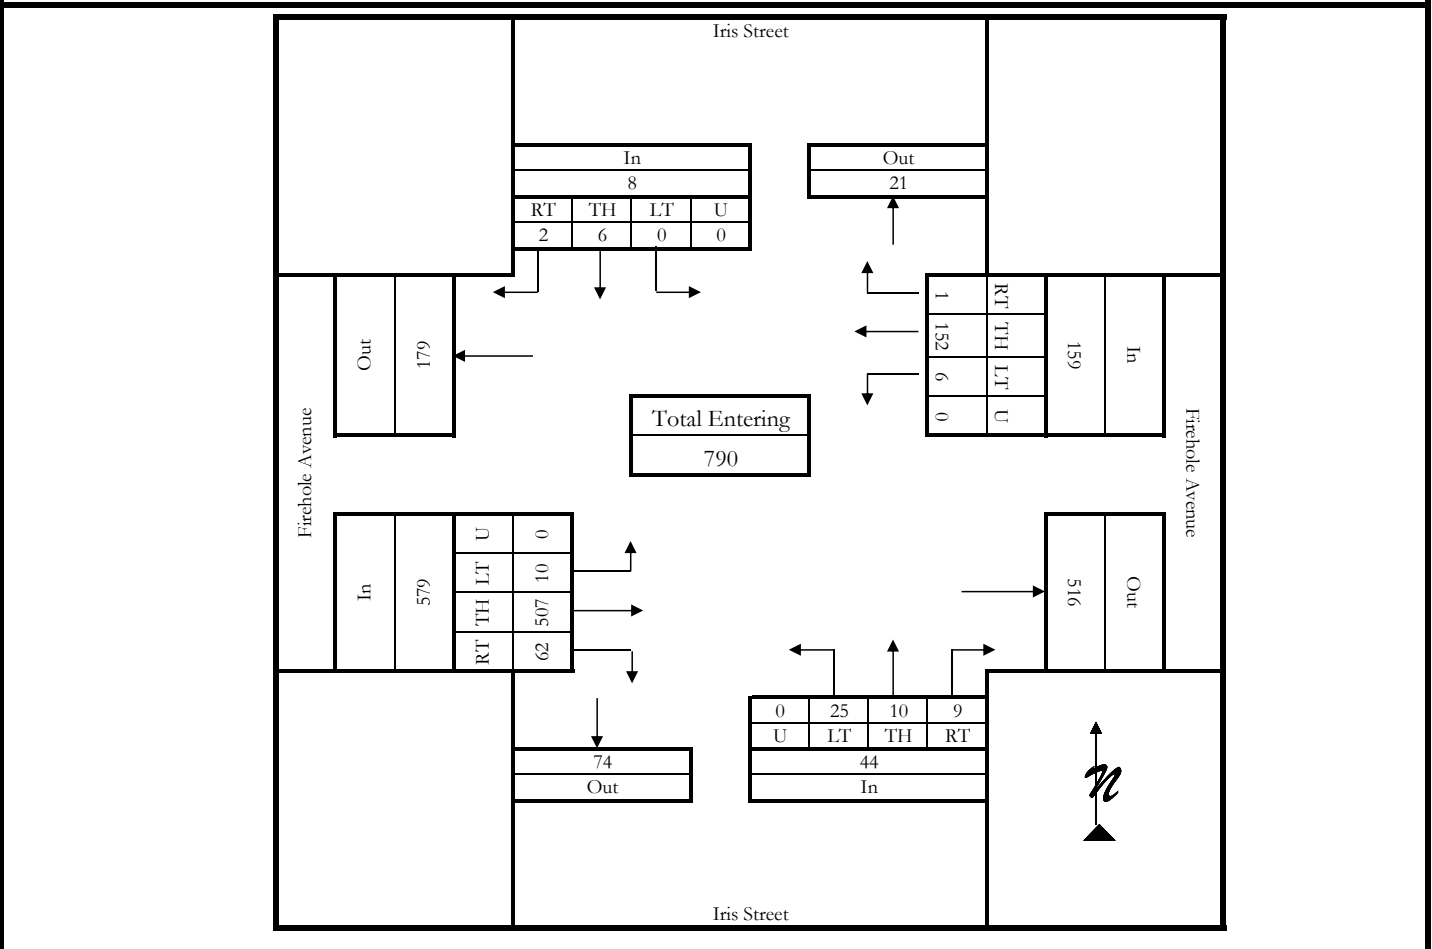 Iris Street
In
8
RT TH LT U
2 6 0 0
Out
21
Out
179
Firehole Avenue
1 RT
152 TH
6 LT
0 U
159
In
Firehole Avenue
Total Entering
790
In
579
U 0
LT 10
TH 507
RT 62
516
Out
74
Out
0 25 10 9
U LT TH RT
44
In
N
Iris Street